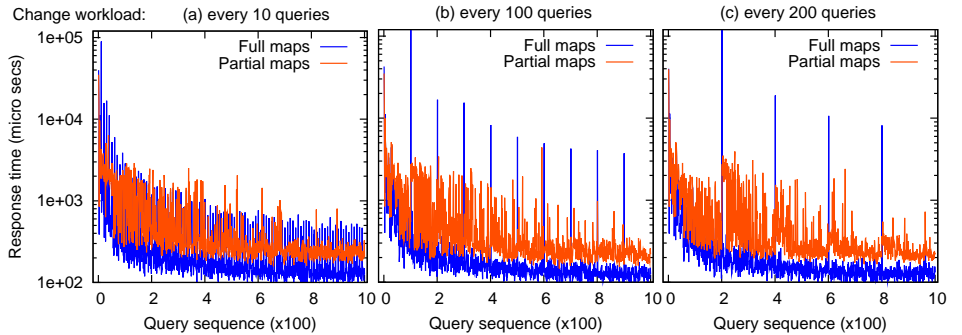 Change workload: (a) every 10 queries (b) every 100 queries (c) every 200 queries
Response time (micro secs)
1e+05
1e+04
1e+03
1e+02
Full maps
Partial maps
0 2 4 6 8 10
Query sequence (x100)
Full maps
Partial maps
0 2 4 6 8 10
Query sequence (x100)
Full maps
Partial maps
0 2 4 6 8 10
Query sequence (x100)